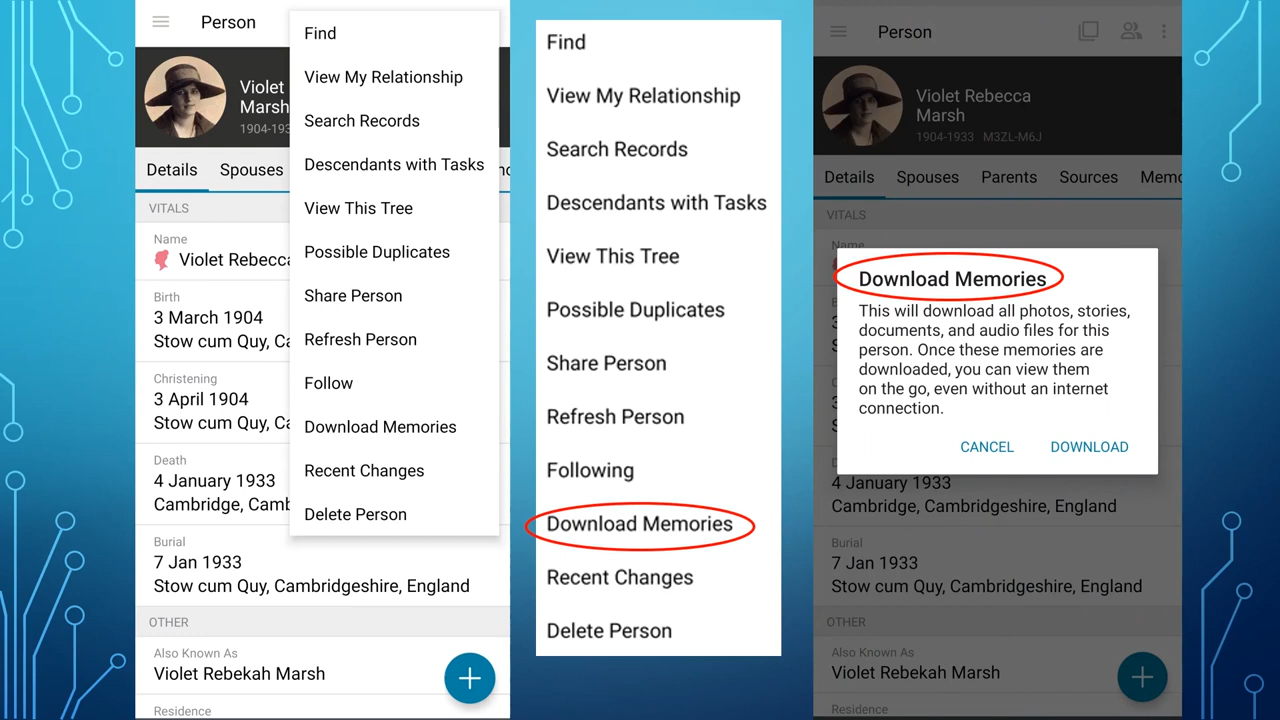 Person
Violet
Marsh
1904-193
Details
Spouses
VITALS
Name
Violet Rebecca
Birth
3 March 1904
Stow cum Quy, Ca
Christening
3 April 1904
Stow cum Quy, Ca
Death
4 January 1933
Cambridge, Camb
Burial
7 Jan 1933
Stow cum Quy, Cambridgeshire, England
OTHER
Also Known As
Violet Rebekah Marsh
Residence
Find
View My Relationship
Search Records
Descendants with Tasks
View This Tree
Possible Duplicates
Share Person
Refresh Person
Follow
Download Memories
Recent Changes
Delete Person
Find
View My Relationship
Search Records
Descendants with Tasks
View This Tree
Possible Duplicates
Share Person
Refresh Person
Following
Download Memories
Recent Changes
Delete Person
Person
Violet Rebecca
Marsh
1904-1933 M3ZL-M6J
Details Spouses Parents Sources Memo
VITALS
Name
Download Memories
This will download all photos, stories,
documents, and audio files for this
person. Once these memories are
downloaded, you can view them
on the go, even without an internet
connection.
CANCEL DOWNLOAD
4 January 1933
Cambridge, Cambridgeshire, England
Burial
7 Jan 1933
Stow cum Quy, Cambridgeshire, England
OTHER
Also Known As
Violet Rebekah Marsh
Residence